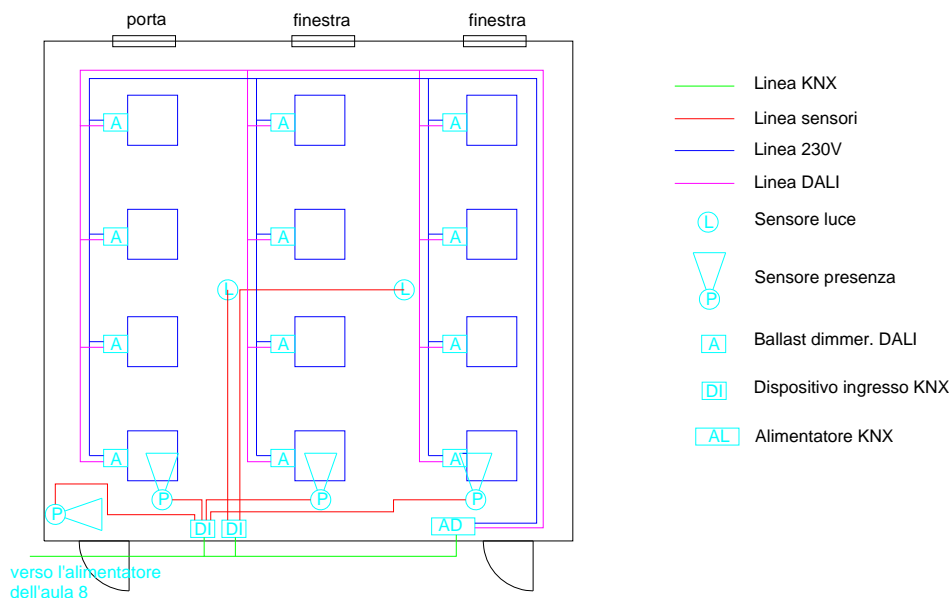 porta finestra finestra
A A A
A A A
L L
A A A
A A A
P P P
P
DI DI AD
verso l'alimentatore
dell'aula 8
Linea KNX
Linea sensori
Linea 230V
Linea DALI
L Sensore luce
P Sensore presenza
A Ballast dimmer. DALI
DI Dispositivo ingresso KNX
AL Alimentatore KNX